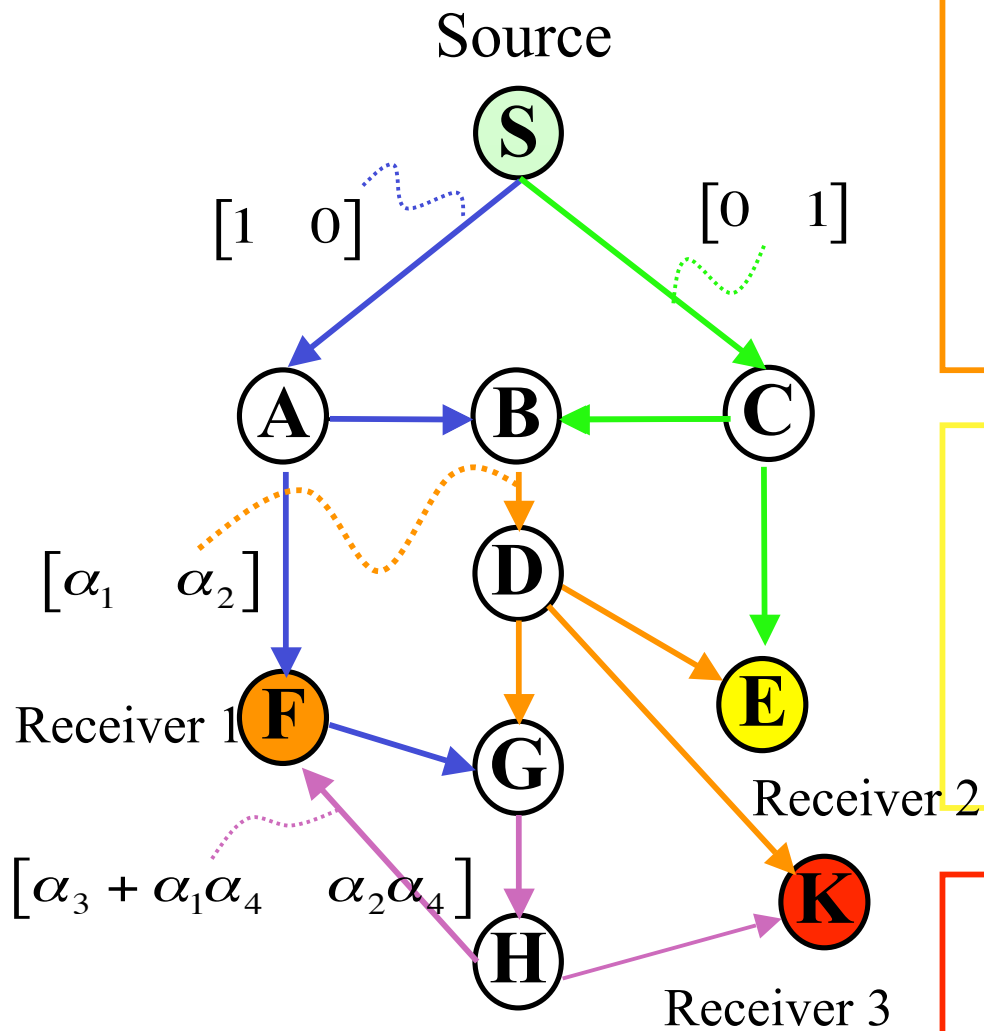 Source
S
[1 0]
[0 1]
A
B
C
[α₁ α₂]
D
Receiver 1
F
E
G
Receiver 2
[α₃ + α₁α₄ α₂α₄]
K
H
Receiver 3